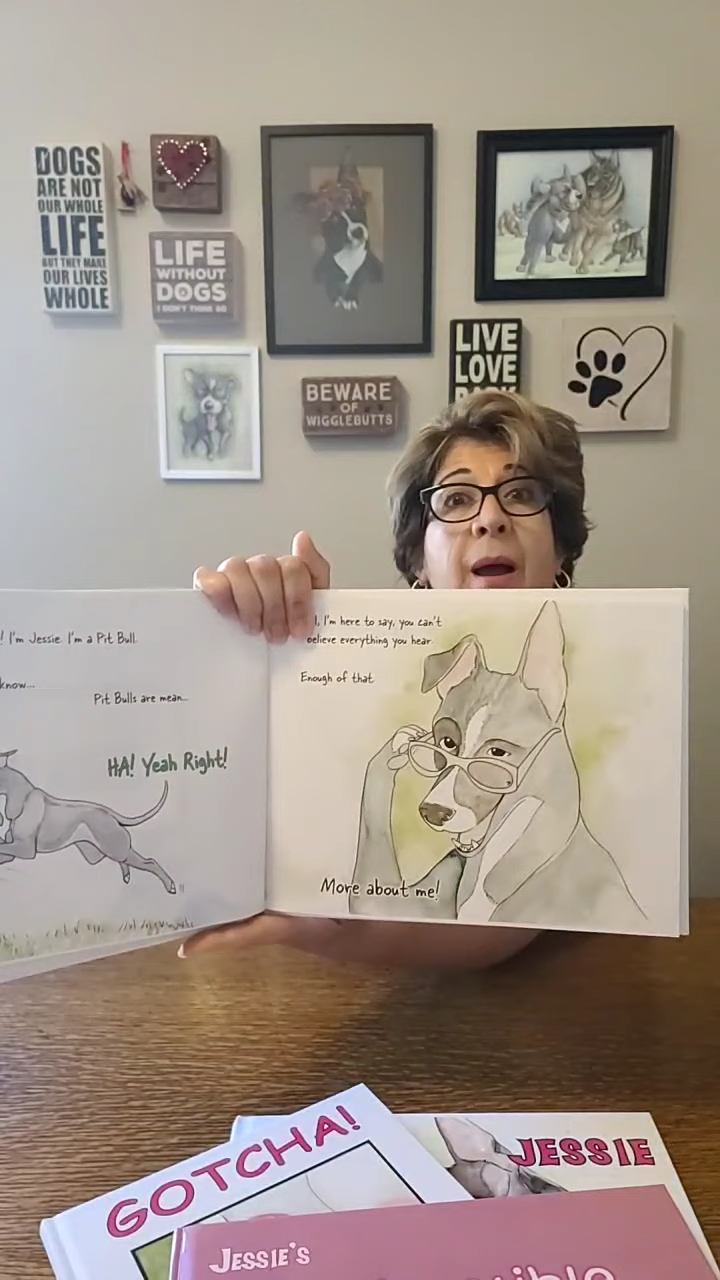 DOGS
ARE NOT
OUR WHOLE
LIFE
BUT THEY MAKE
OUR LIVES
WHOLE
LIFE
WITHOUT
DOGS
I DON'T THINK SO
BEWARE
OF
WIGGLEBUTTS
LIVE
LOVE
! I'm Jessie. I'm a Pit Bull.
know...
Pit Bulls are mean...
HA! Yeah Right!
I'm here to say, you can't
believe everything you hear.
Enough of that.
More about me!
GOTCHA!
JESSIE
JESSIE'S